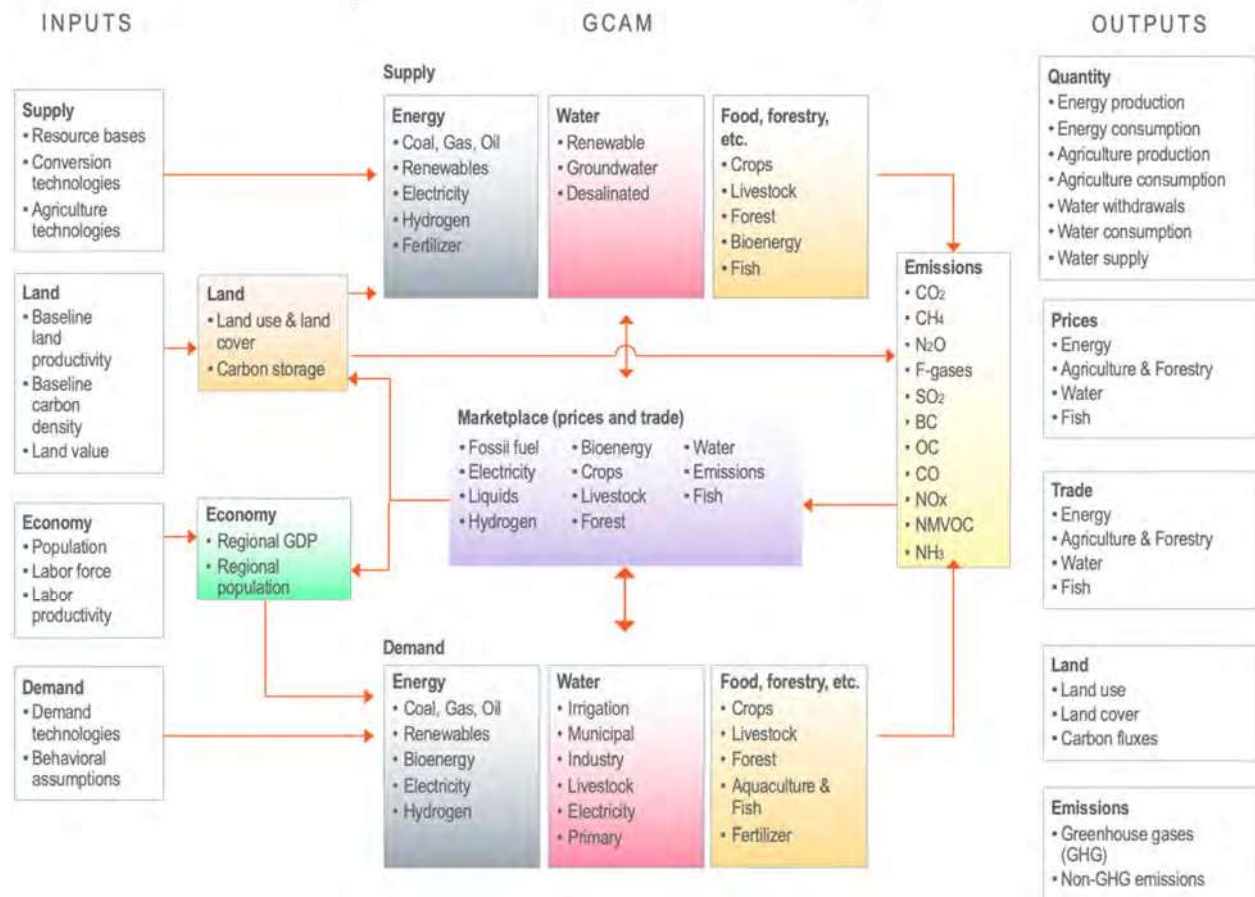 INPUTS
GCAM
OUTPUTS
Supply
• Resource bases
• Conversion
technologies
• Agriculture
technologies
Land
• Baseline
land
productivity
• Baseline
carbon
density
• Land value
Economy
• Population
• Labor force
• Labor
productivity
Demand
• Demand
technologies
• Behavioral
assumptions
Land
• Land use & land
cover
• Carbon storage
Economy
• Regional GDP
• Regional
population
Supply
Energy
• Coal, Gas, Oil
• Renewables
• Electricity
• Hydrogen
• Fertilizer
Water
• Renewable
• Groundwater
• Desalinated
Food, forestry,
etc.
• Crops
• Livestock
• Forest
• Bioenergy
• Fish
Marketplace (prices and trade)
• Fossil fuel
• Electricity
• Liquids
• Hydrogen
• Bioenergy
• Crops
• Livestock
• Forest
• Water
• Emissions
• Fish
Demand
Energy
• Coal, Gas, Oil
• Renewables
• Bioenergy
• Electricity
• Hydrogen
Water
• Irrigation
• Municipal
• Industry
• Livestock
• Electricity
• Primary
Food, forestry, etc.
• Crops
• Livestock
• Forest
• Aquaculture &
Fish
• Fertilizer
Emissions
• CO₂
• CH₄
• N₂O
• F-gases
• SO₂
• BC
• OC
• CO
• NOx
• NMVOC
• NH₃
Quantity
• Energy production
• Energy consumption
• Agriculture production
• Agriculture consumption
• Water withdrawals
• Water consumption
• Water supply
Prices
• Energy
• Agriculture & Forestry
• Water
• Fish
Trade
• Energy
• Agriculture & Forestry
• Water
• Fish
Land
• Land use
• Land cover
• Carbon fluxes
Emissions
• Greenhouse gases
(GHG)
• Non-GHG emissions